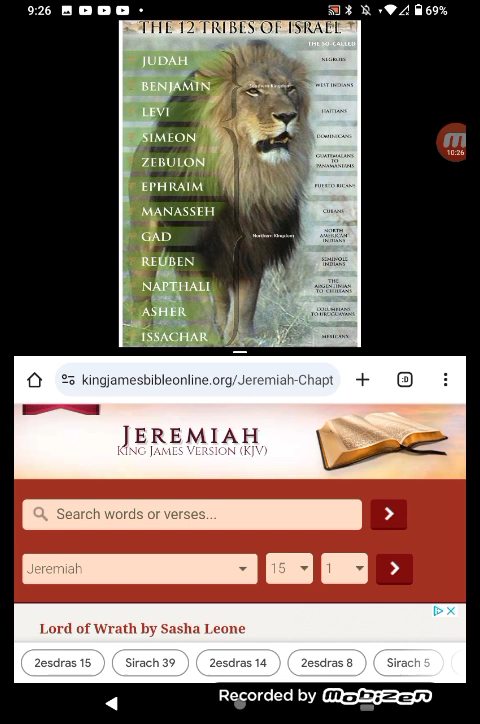 9:26
69%
THE 12 TRIBES OF ISRAEL
THE SO-CALLED
JUDAH
NEGROES
BENJAMIN
Southern Kingdom
WEST INDIANS
LEVI
HAITIANS
SIMEON
DOMINICANS
ZEBULON
GUATEMALANS
TO
PANAMANIANS
EPHRAIM
PUERTO RICANS
MANASSEH
CUBANS
GAD
Northern Kingdom
NORTH
AMERICAN
INDIANS
REUBEN
SEMINOLE
INDIANS
NAPTHALI
THE
ARGENTINIAN
TO CHILEANS
ASHER
COLUMBIANS
TO URUGUAYANS
ISSACHAR
MEXICANS
10:26
kingjamesbibleonline.org/Jeremiah-Chapt
:D
JEREMIAH
KING JAMES VERSION (KJV)
Search words or verses...
Jeremiah
15
1
Lord of Wrath by Sasha Leone
2esdras 15
Sirach 39
2esdras 14
2esdras 8
Sirach 5
Recorded by Mobizen